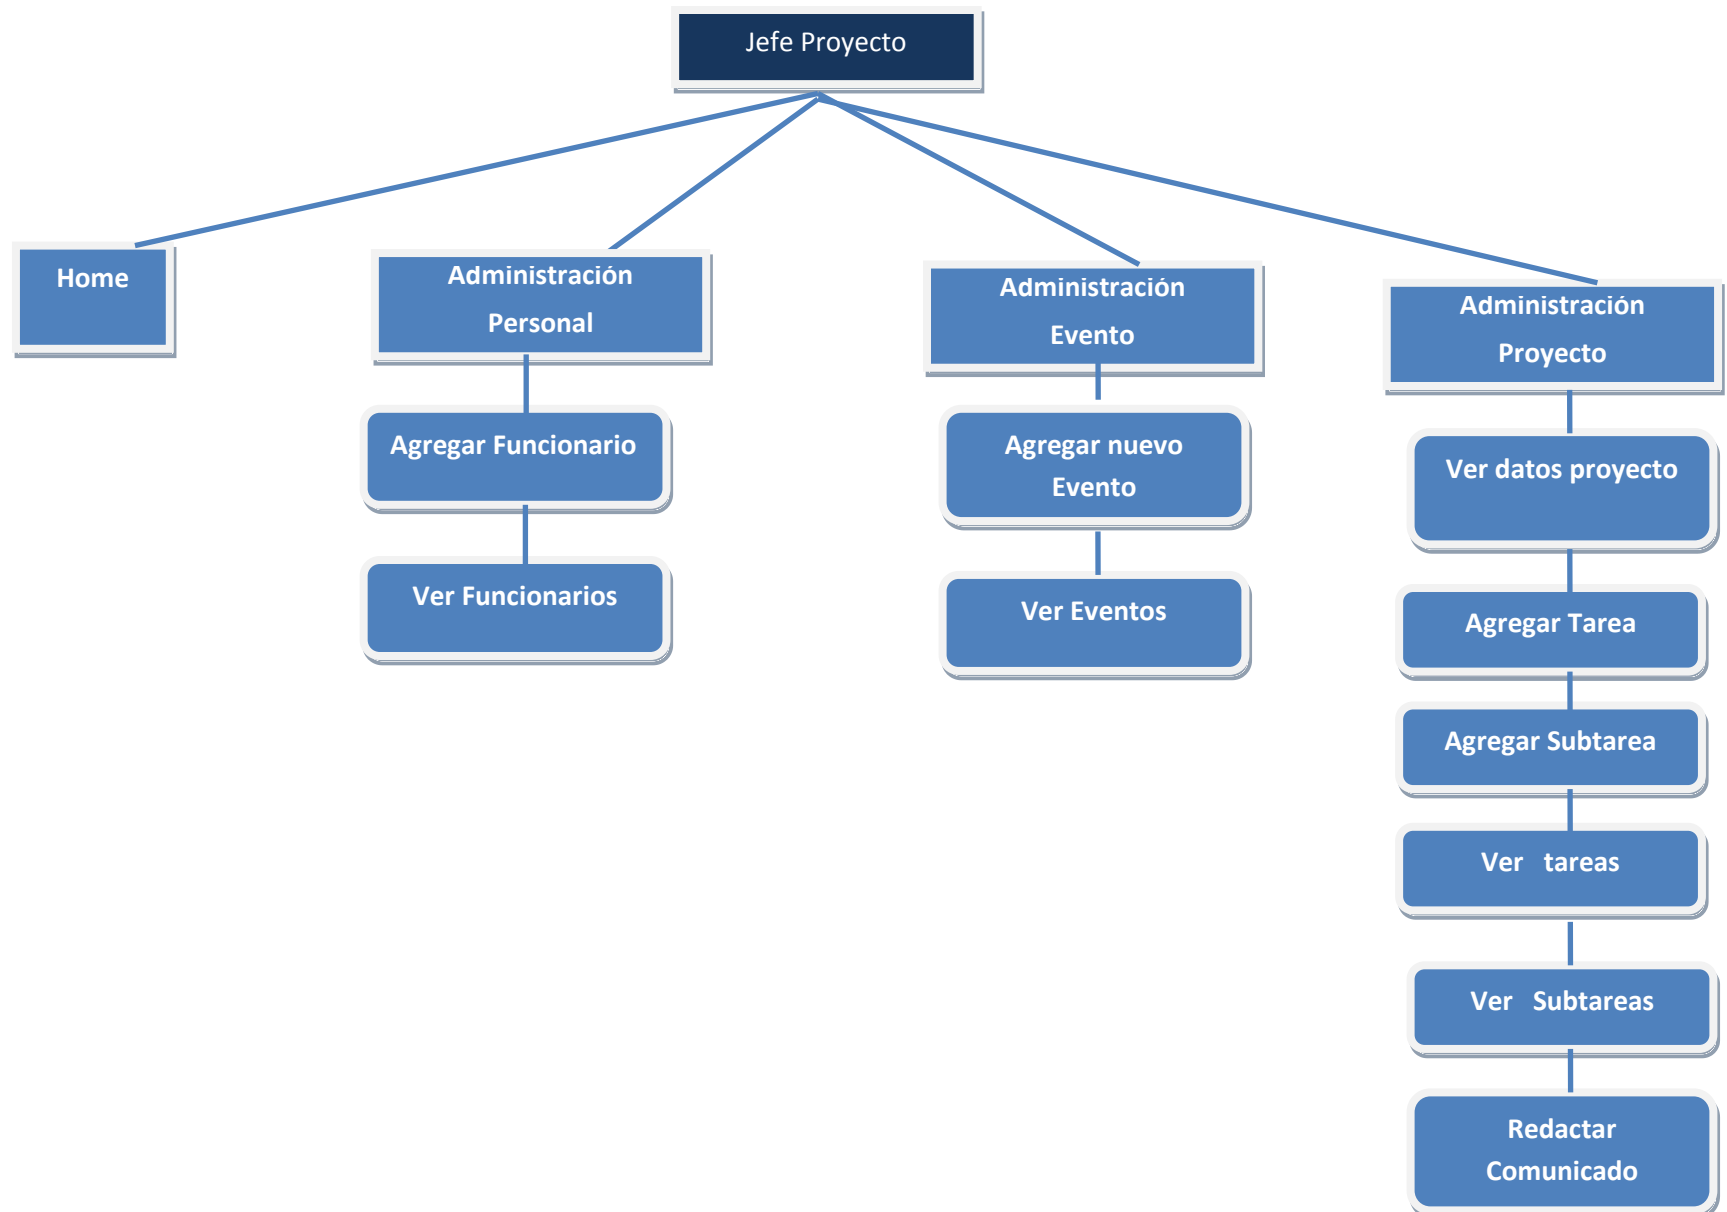 Jefe Proyecto
Home
Administración
Personal
Administración
Evento
Administración
Proyecto
Agregar Funcionario
Agregar nuevo
Evento
Ver datos proyecto
Ver Funcionarios
Ver Eventos
Agregar Tarea
Agregar Subtarea
Ver tareas
Ver Subtareas
Redactar
Comunicado